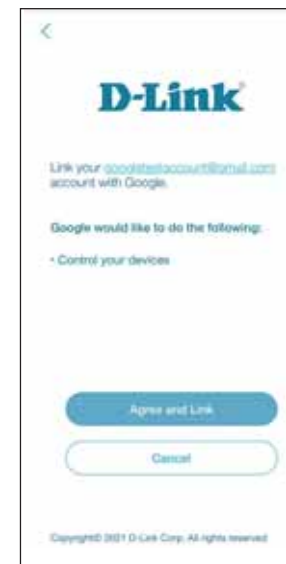 D-Link
Link your googletestaccount@gmail.com
account with Google.
Google would like to do the following:
• Control your devices
Agree and Link
Cancel
Copyright© 2021 D-Link Corp. All rights reserved